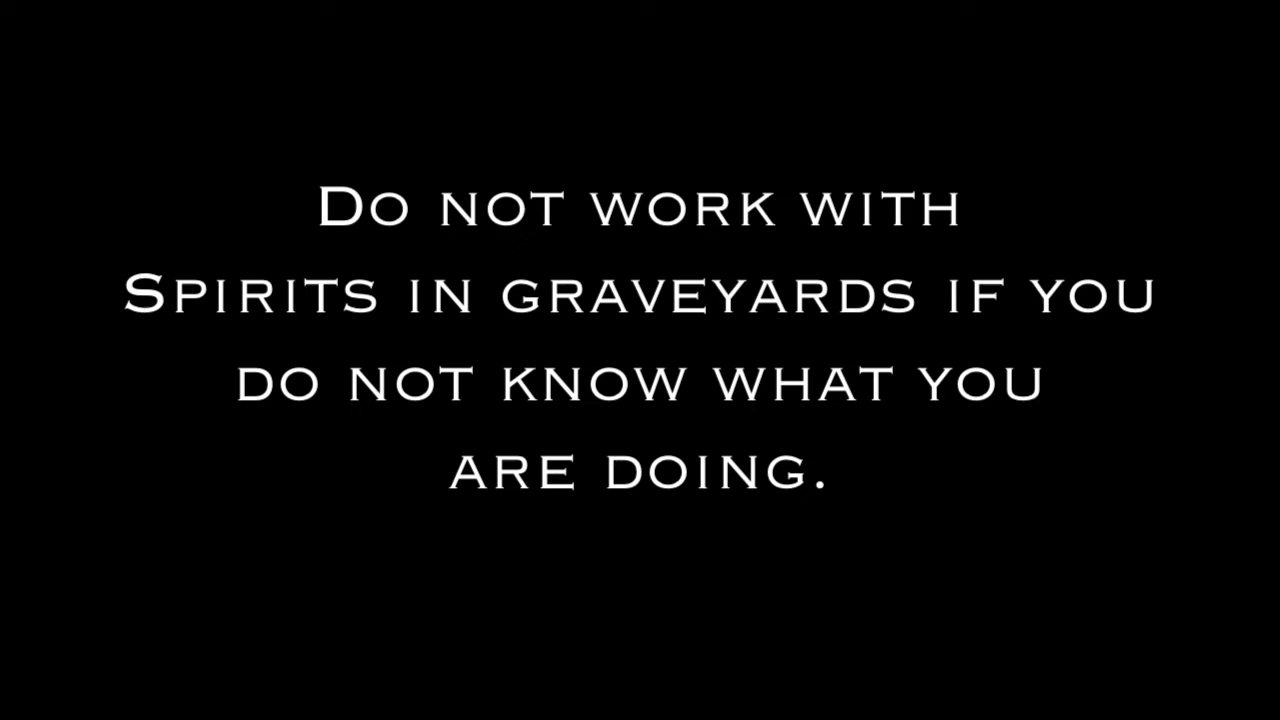 Do not work with
Spirits in graveyards if you
do not know what you
are doing.